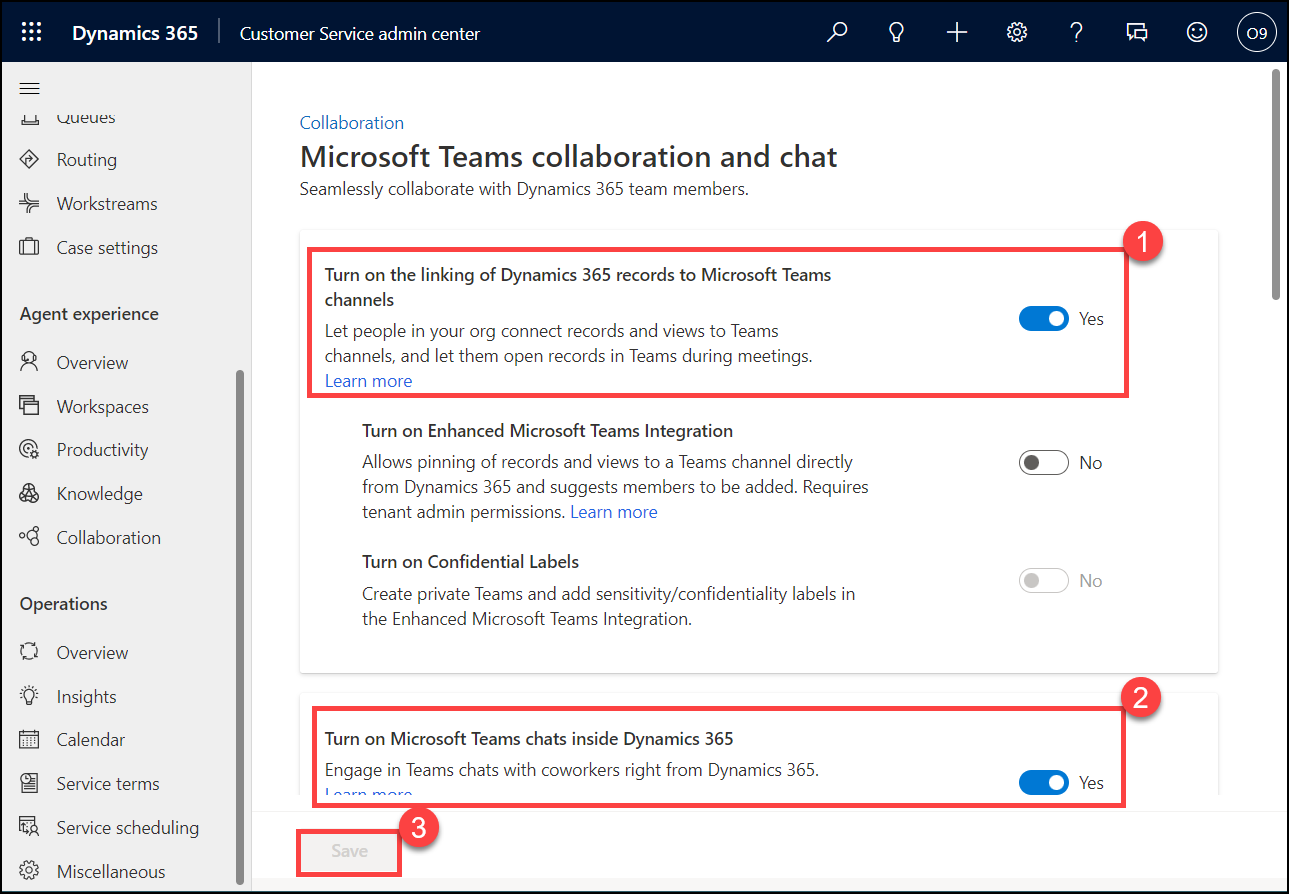 Dynamics 365
Customer Service admin center
O9
Queues
Routing
Workstreams
Case settings
Agent experience
Overview
Workspaces
Productivity
Knowledge
Collaboration
Operations
Overview
Insights
Calendar
Service terms
Service scheduling
Miscellaneous
Collaboration
Microsoft Teams collaboration and chat
Seamlessly collaborate with Dynamics 365 team members.
1
Turn on the linking of Dynamics 365 records to Microsoft Teams
channels
Let people in your org connect records and views to Teams
channels, and let them open records in Teams during meetings.
Learn more
Yes
Turn on Enhanced Microsoft Teams Integration
Allows pinning of records and views to a Teams channel directly
from Dynamics 365 and suggests members to be added. Requires
tenant admin permissions. Learn more
No
Turn on Confidential Labels
Create private Teams and add sensitivity/confidentiality labels in
the Enhanced Microsoft Teams Integration.
No
2
Turn on Microsoft Teams chats inside Dynamics 365
Engage in Teams chats with coworkers right from Dynamics 365.
Learn more
Yes
3
Save